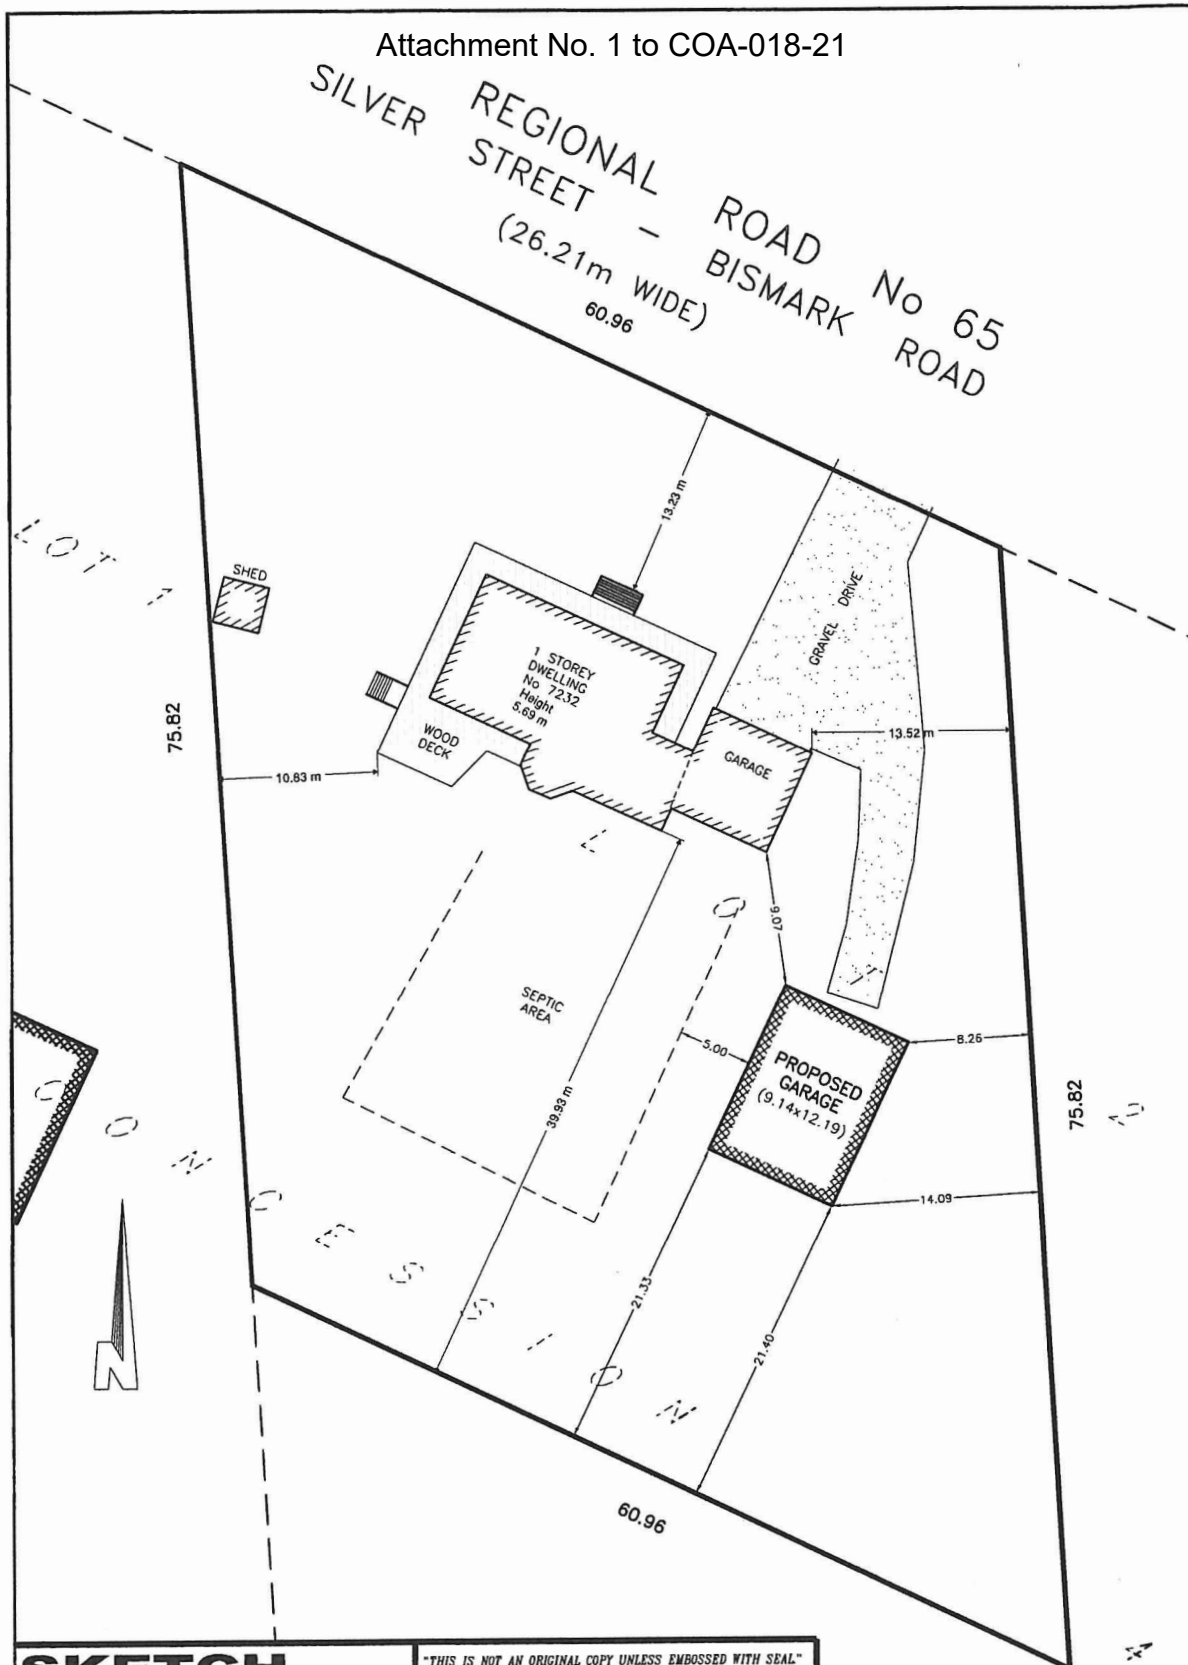 Attachment No. 1 to COA-018-21
REGIONAL ROAD No 65
SILVER STREET - BISMARK ROAD
(26.21m WIDE)
60.96
13.23 m
LOT 1
SHED
GRAVEL DRIVE
1 STOREY
DWELLING
No 7232
Height
5.69 m
75.82
WOOD
DECK
GARAGE
13.52 m
10.83 m
LOT 2
9.07
SEPTIC
AREA
5.00
8.26
PROPOSED
GARAGE
(9.14x12.19)
39.93 m
75.82
CONCESSION 4
14.09
N
21.33
21.40
60.96
SKETCH
"THIS IS NOT AN ORIGINAL COPY UNLESS EMBOSSED WITH SEAL"